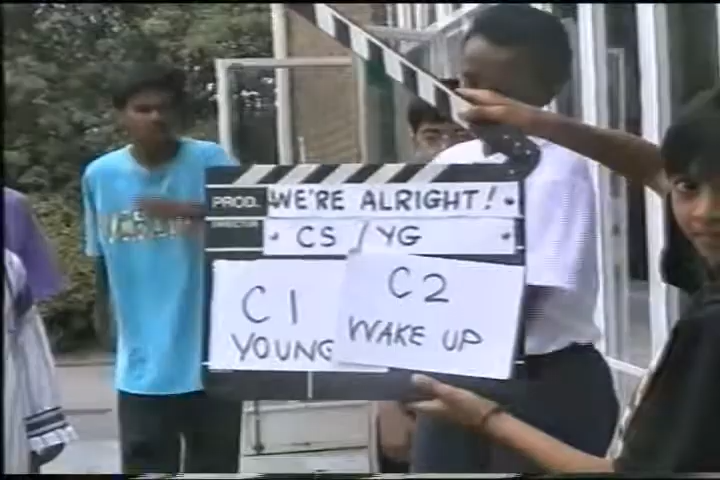 PROD. WE'RE ALRIGHT!
DIRECTOR CS / YG
C1
YOUNG
C2
WAKE UP